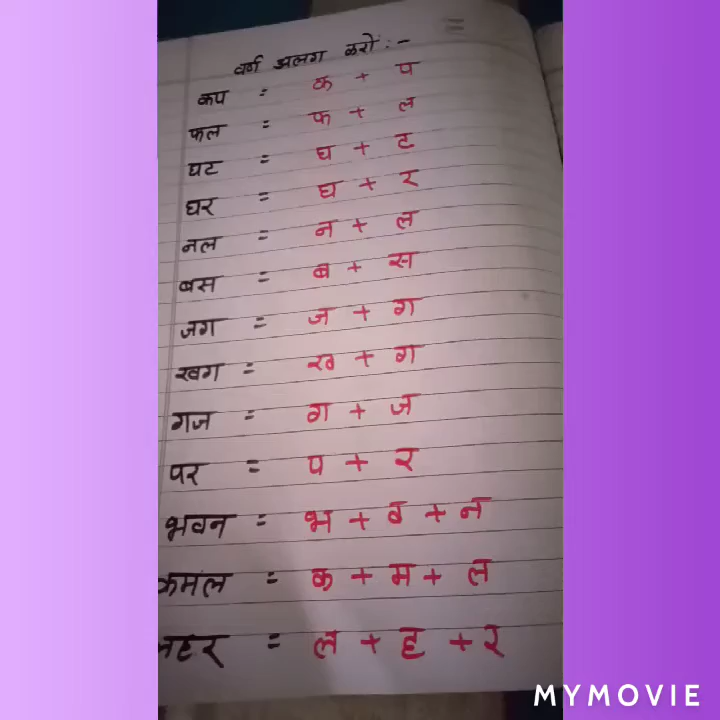 वर्ण अलग करो :-
कप = क + प
फल = फ + ल
घट = घ + ट
घर = घ + र
नल = न + ल
बस = ब + स
जग = ज + ग
खग = ख + ग
गज = ग + ज
पर = प + र
भवन = भ + व + न
कमल = क + म + ल
लहर = ल + ह + र
MYMOVIE